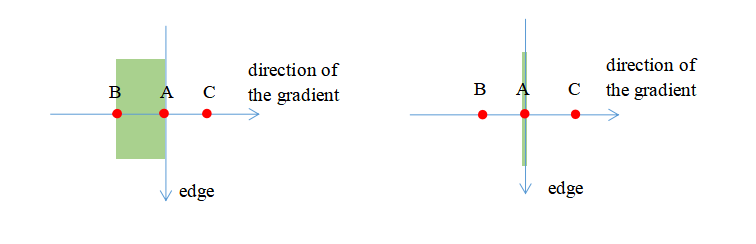 direction of
the gradient
B A C
edge
direction of
the gradient
B A C
edge